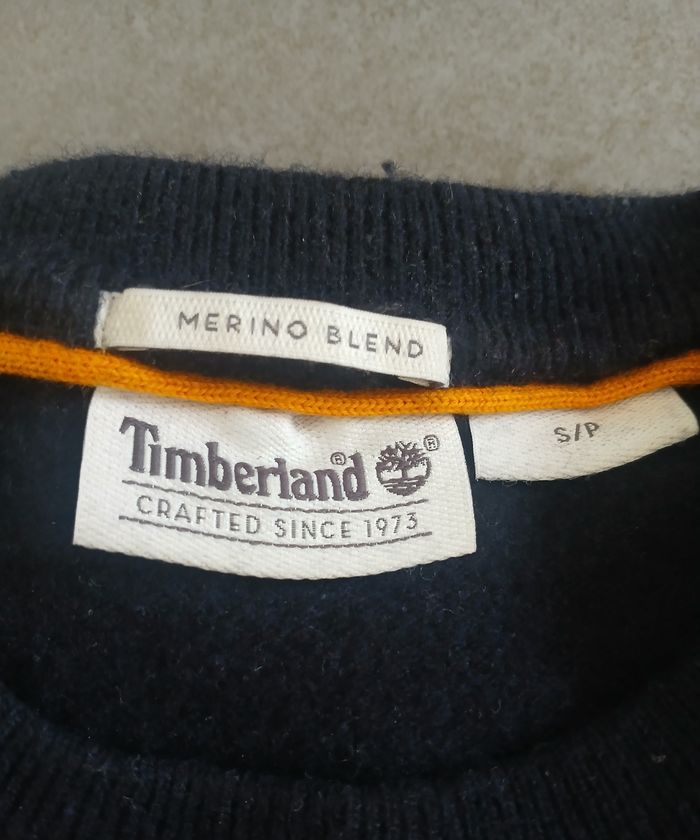 MERINO BLEND
Timberland® ®
CRAFTED SINCE 1973
S/P